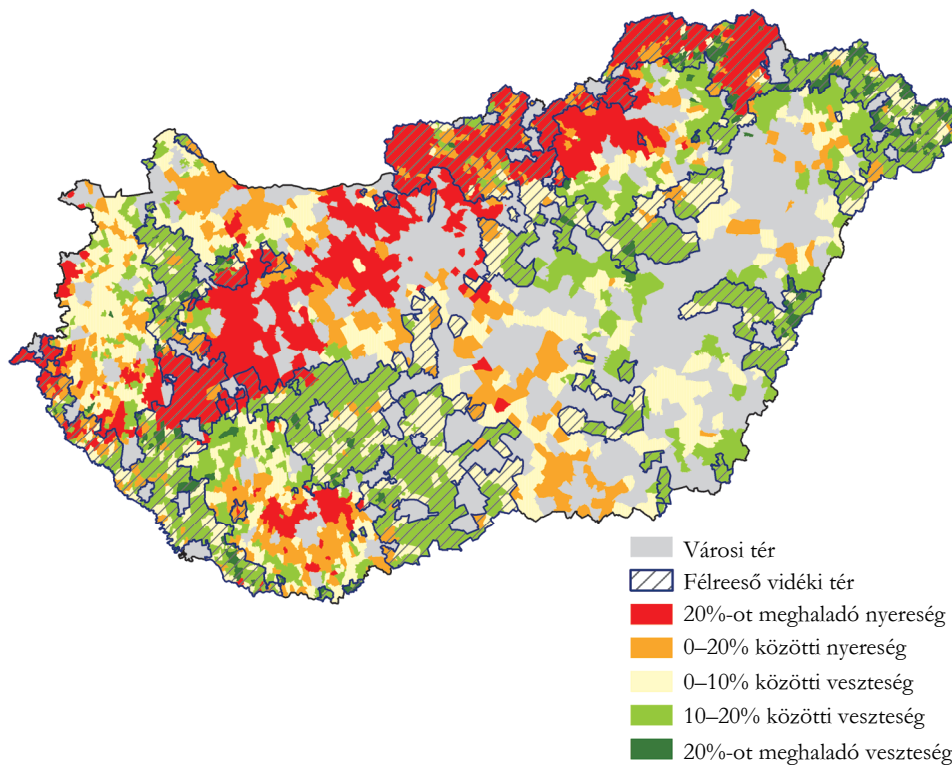 Városi tér
Félreeső vidéki tér
20%-ot meghaladó nyereség
0–20% közötti nyereség
0–10% közötti veszteség
10–20% közötti veszteség
20%-ot meghaladó veszteség